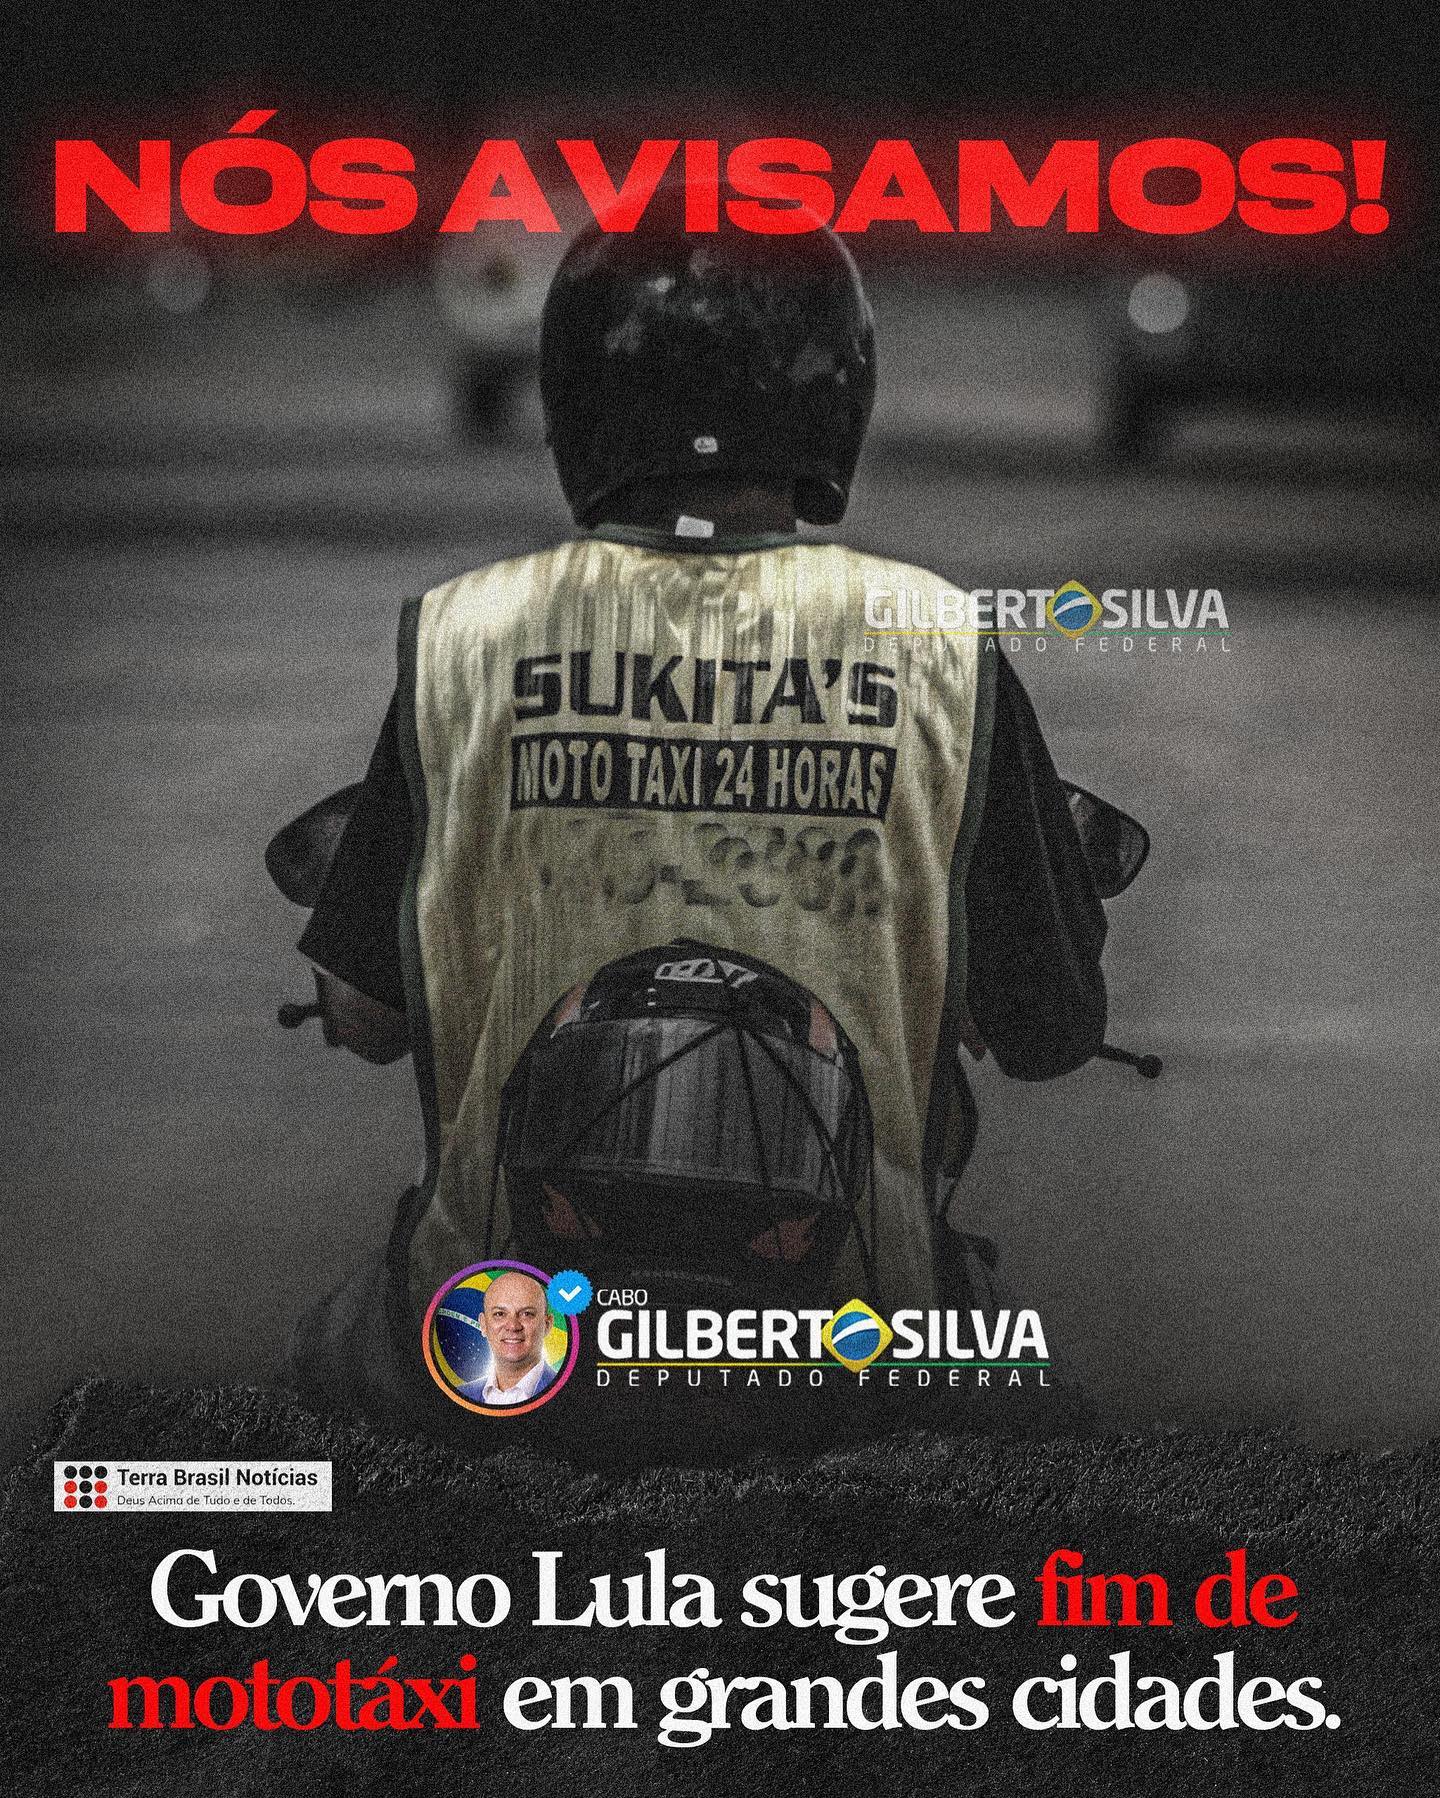 NÓS AVISAMOS!
GILBERTO SILVA
DEPUTADO FEDERAL
SUKITA'S
MOTO TAXI 24 HORAS
CABO
GILBERTO SILVA
DEPUTADO FEDERAL
Terra Brasil Notícias
Deus Acima de Tudo e de Todos.
Governo Lula sugere fim de
mototáxi em grandes cidades.